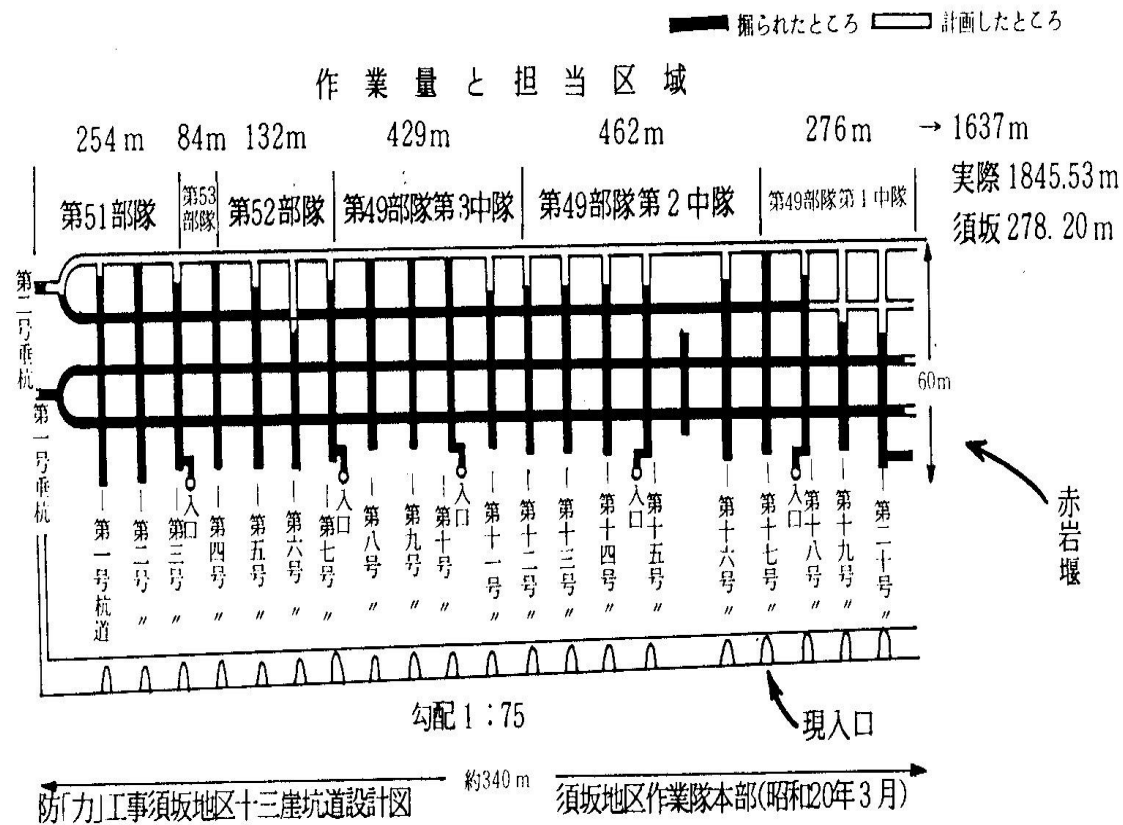 掘られたところ 計画したところ
作業量と担当区域
254m 84m 132m 429m 462m 276m → 1637m
実際 1845.53m
須坂 278.20m
第51部隊 第53部隊 第52部隊 第49部隊第3中隊 第49部隊第2中隊 第49部隊第1中隊
第二号垂杭
第一号垂杭
60m
赤岩堰
入口 入口 入口 入口 入口
第一号杭道
第二号〃
第三号〃
第四号〃
第五号〃
第六号〃
第七号〃
第八号〃
第九号〃
第十号〃
第十一号〃
第十二号〃
第十三号〃
第十四号〃
第十五号〃
第十六号〃
第十七号〃
第十八号〃
第十九号〃
第二十号〃
勾配1:75
現入口
約340m
防「力」工事須坂地区十三崖坑道設計図 須坂地区作業隊本部(昭和20年3月)